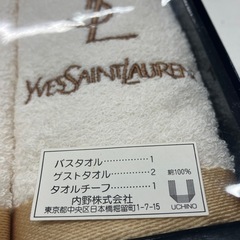 YVESSAINTLAUREN
バスタオル…………1
ゲストタオル………2
タオルチーフ………1
綿100%
UCHINO
内野株式会社
東京都中央区日本橋堀留町1-7-15